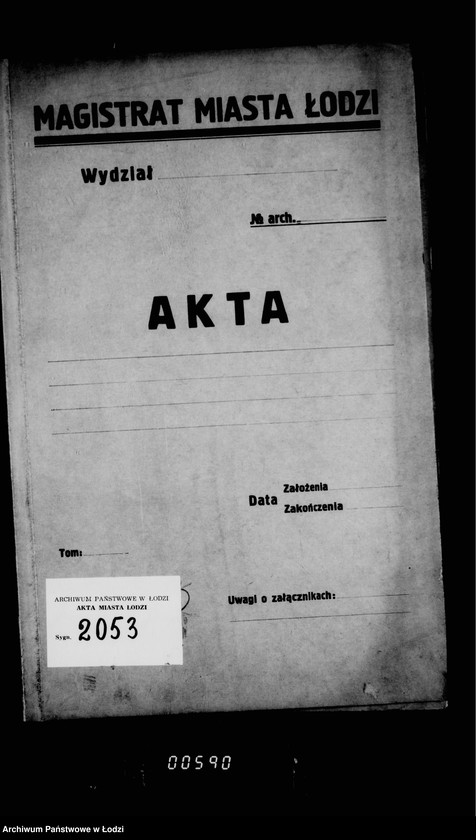 MAGISTRAT MIASTA ŁODZI
Wydział
№ arch.
AKTA
Data Założenia
Zakończenia
Tom:
ARCHIWUM PAŃSTWOWE W ŁODZI
AKTA MIASTA ŁODZI
Sygn. 2053
Uwagi o załącznikach:
00590
Archiwum Państwowe w Łodzi